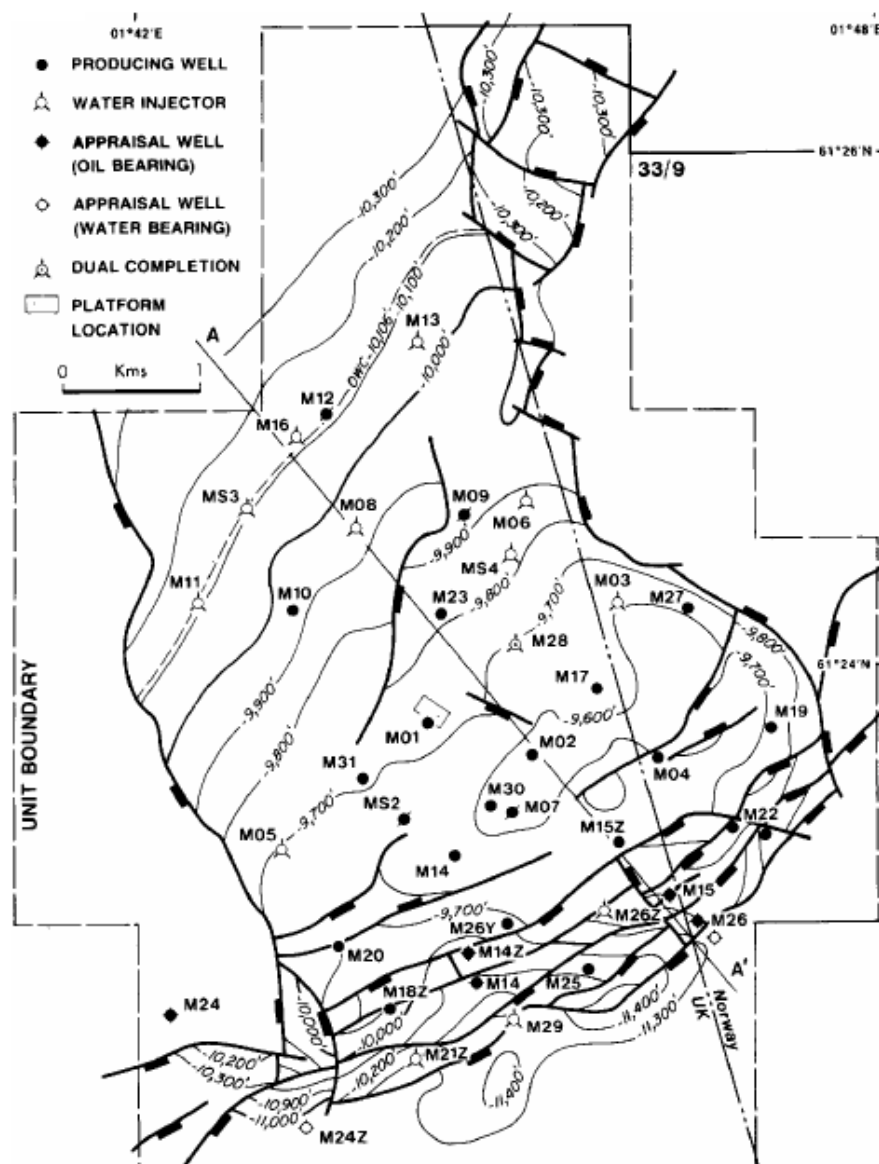 01°42'E
01°48'E
PRODUCING WELL
WATER INJECTOR
APPRAISAL WELL
(OIL BEARING)
APPRAISAL WELL
(WATER BEARING)
DUAL COMPLETION
PLATFORM
LOCATION
0 Kms 1
61°26'N
33/9
-10,300'
-10,300'
-10,300'
-10,200'
-10,300'
-10,300'
-10,200'
-10,100'
OWC-10,106'
-10,000'
A
M13
M12
M16
MS3
M08
M09
M06
-9,900'
MS4
M11
M10
M23
-9,800'
-9,700'
M03
M27
M28
-9,800'
-9,700'
61°24'N
M17
-9,600'
M19
-9,900'
-9,800'
M01
M02
M04
M31
-9,700'
MS2
M30
M07
M15Z
M22
M05
M14
M15
UNIT BOUNDARY
-9,700'
M26Y
M26Z
M26
M20
M14Z
A'
M24
M18Z
M14
M25
-10,000'
-10,000'
M29
-11,400'
-11,300'
Norway
UK
-10,200'
-10,300'
-10,200'
M21Z
-10,900'
-11,000'
-11,400'
M24Z